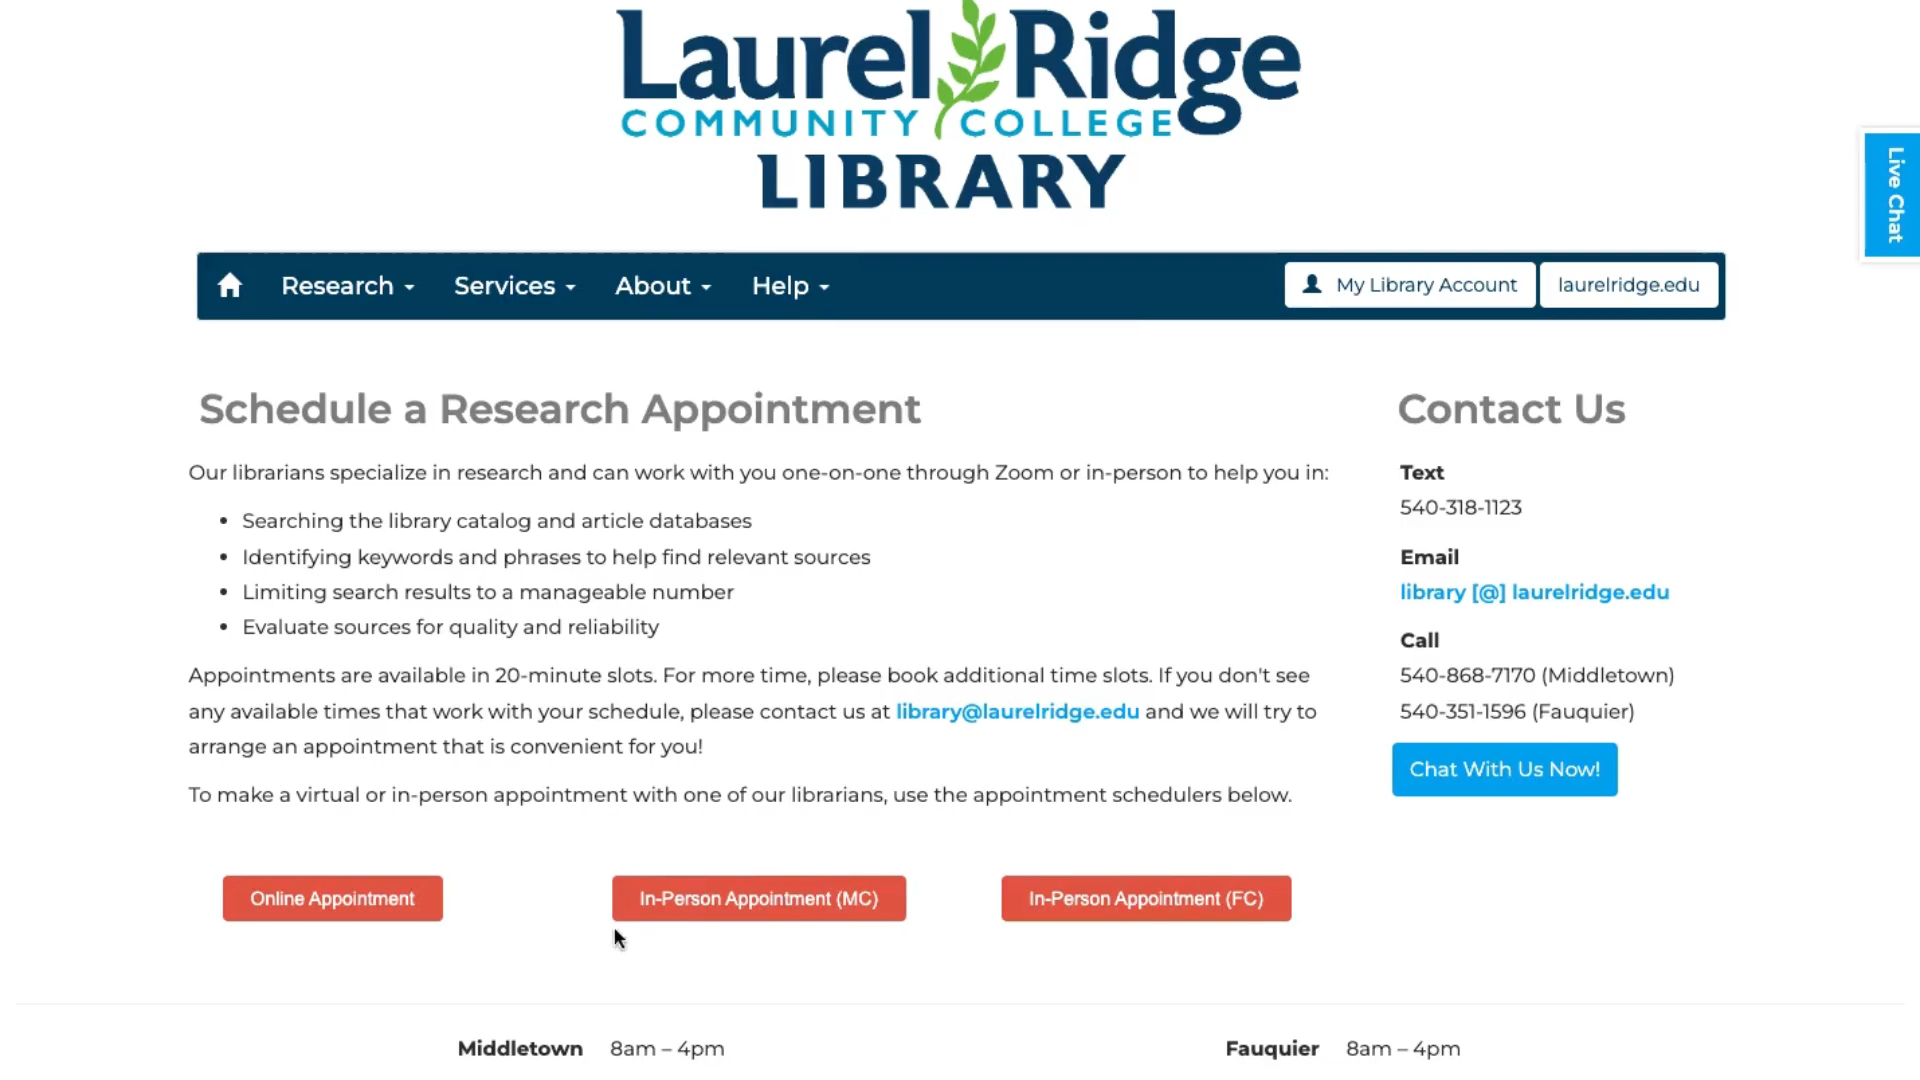 Laurel Ridge
COMMUNITY COLLEGE
LIBRARY
Live Chat
Research
Services
About
Help
My Library Account
laurelridge.edu
Schedule a Research Appointment
Our librarians specialize in research and can work with you one-on-one through Zoom or in-person to help you in:
• Searching the library catalog and article databases
• Identifying keywords and phrases to help find relevant sources
• Limiting search results to a manageable number
• Evaluate sources for quality and reliability
Appointments are available in 20-minute slots. For more time, please book additional time slots. If you don't see
any available times that work with your schedule, please contact us at library@laurelridge.edu and we will try to
arrange an appointment that is convenient for you!
To make a virtual or in-person appointment with one of our librarians, use the appointment schedulers below.
Online Appointment
In-Person Appointment (MC)
In-Person Appointment (FC)
Contact Us
Text
540-318-1123
Email
library [@] laurelridge.edu
Call
540-868-7170 (Middletown)
540-351-1596 (Fauquier)
Chat With Us Now!
Middletown 8am – 4pm
Fauquier 8am – 4pm